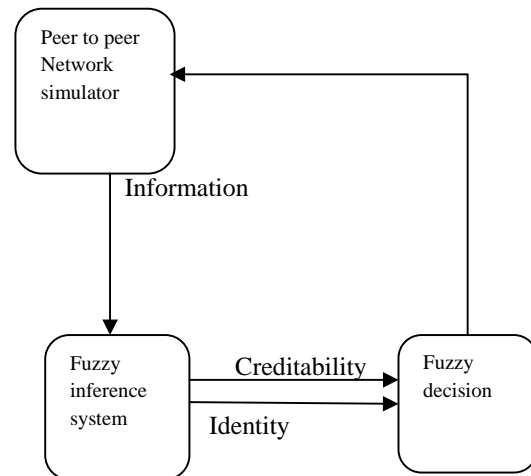 Peer to peer
Network
simulator
Information
Fuzzy
inference
system
Creditability
Identity
Fuzzy
decision